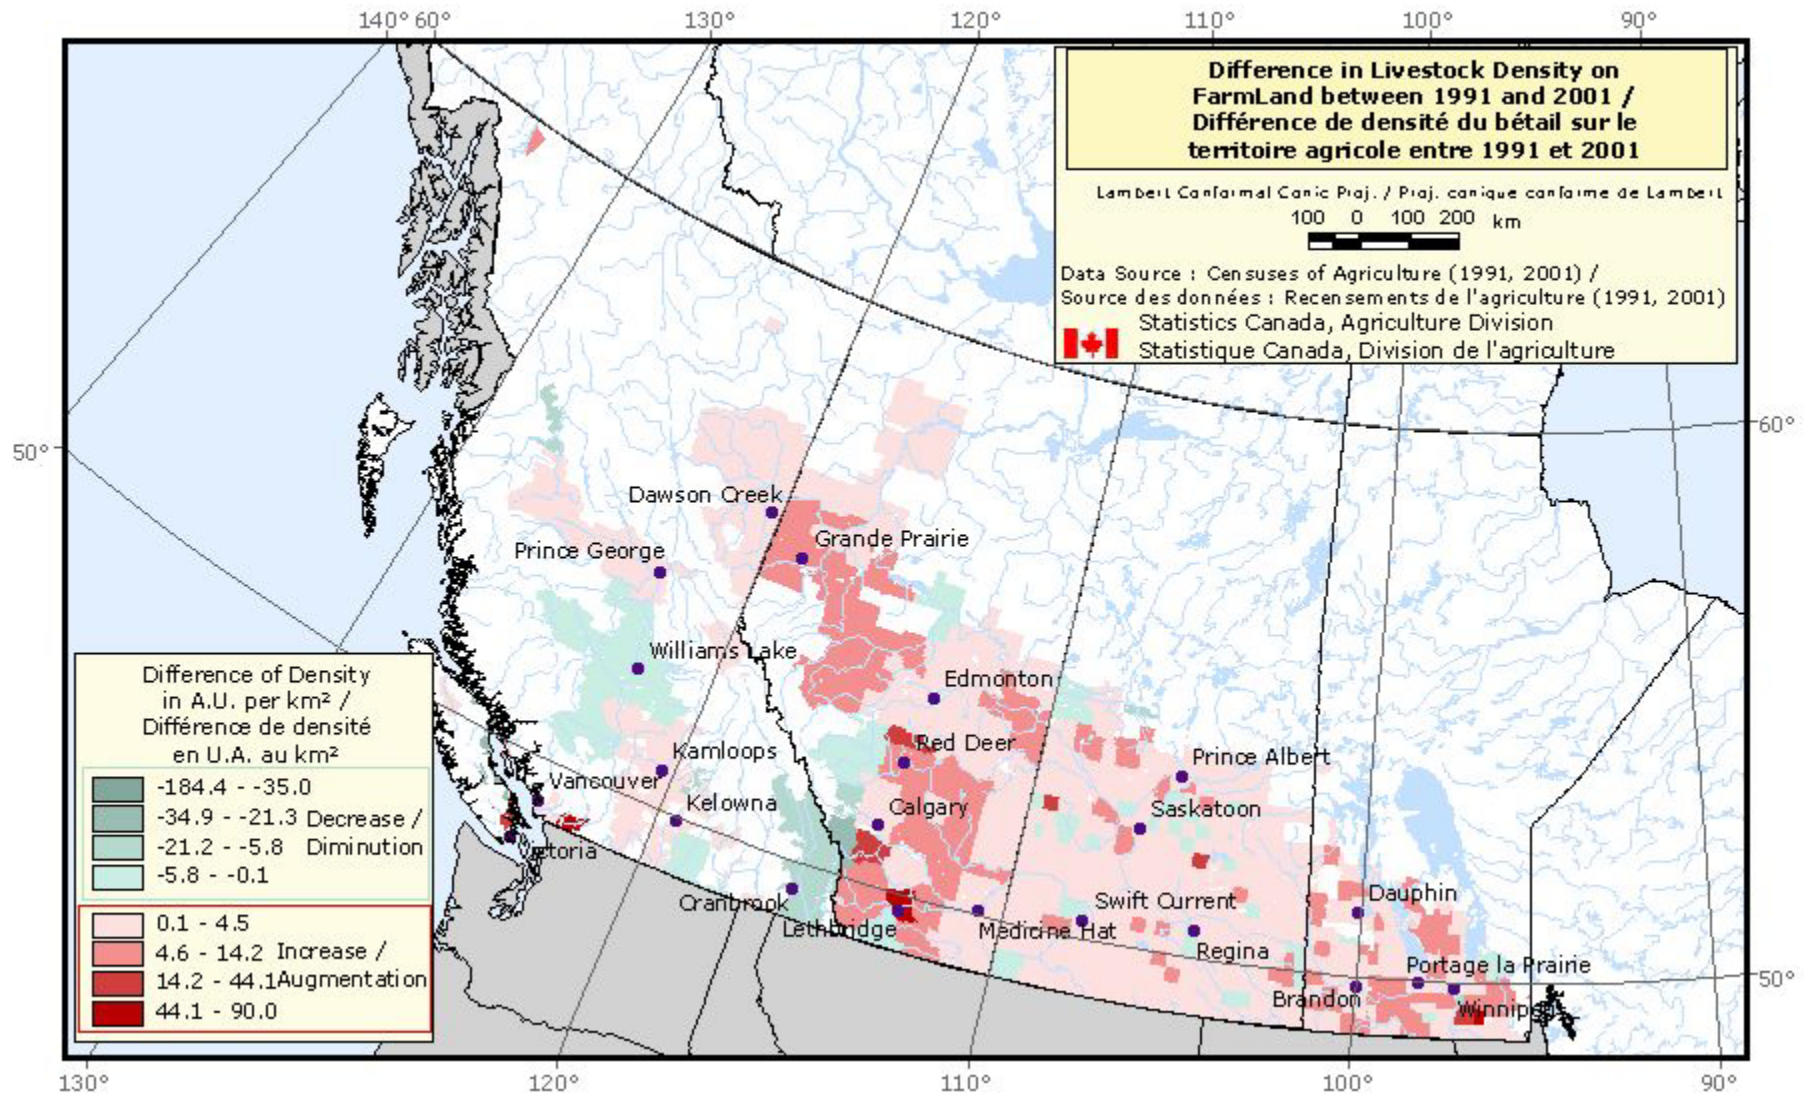 140° 60° 130° 120° 110° 100° 90°
Difference in Livestock Density on
FarmLand between 1991 and 2001 /
Différence de densité du bétail sur le
territoire agricole entre 1991 et 2001
Lambert Conformal Conic Proj. / Proj. conique conforme de Lambert
100 0 100 200 km
Data Source : Censuses of Agriculture (1991, 2001) /
Source des données : Recensements de l'agriculture (1991, 2001)
Statistics Canada, Agriculture Division
Statistique Canada, Division de l'agriculture
50°
60°
Dawson Creek
Grande Prairie
Prince George
Williams Lake
Edmonton
Red Deer
Kamloops
Prince Albert
Vancouver
Kelowna
Calgary
Saskatoon
ctoria
Cranbrook
Lethbridge
Medicine Hat
Swift Current
Regina
Dauphin
Portage la Prairie
Brandon
Winnipeg
50°
Difference of Density
in A.U. per km² /
Différence de densité
en U.A. au km²
-184.4 - -35.0
-34.9 - -21.3 Decrease /
-21.2 - -5.8 Diminution
-5.8 - -0.1
0.1 - 4.5
4.6 - 14.2 Increase /
14.2 - 44.1 Augmentation
44.1 - 90.0
130° 120° 110° 100° 90°